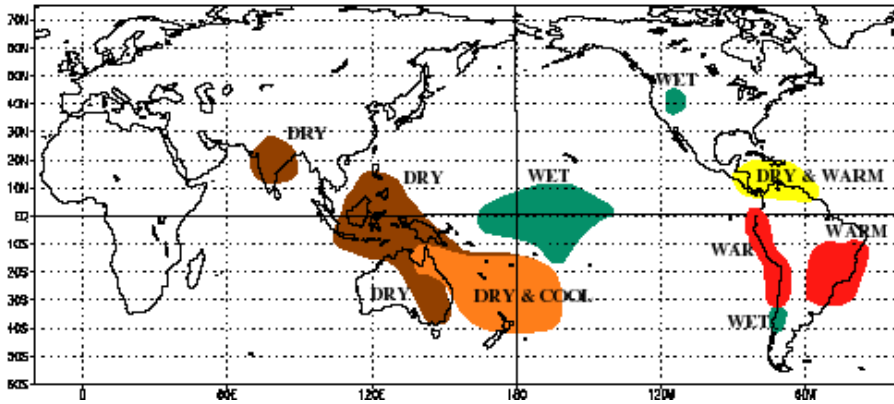 70N
60N
50N
40N
30N
20N
10N
EQ
10S
20S
30S
40S
50S
60S
WET
DRY
DRY
WET
DRY & WARM
WARM
WAR
DRY
DRY & COOL
WET
0
60E
120E
180
120W
60W